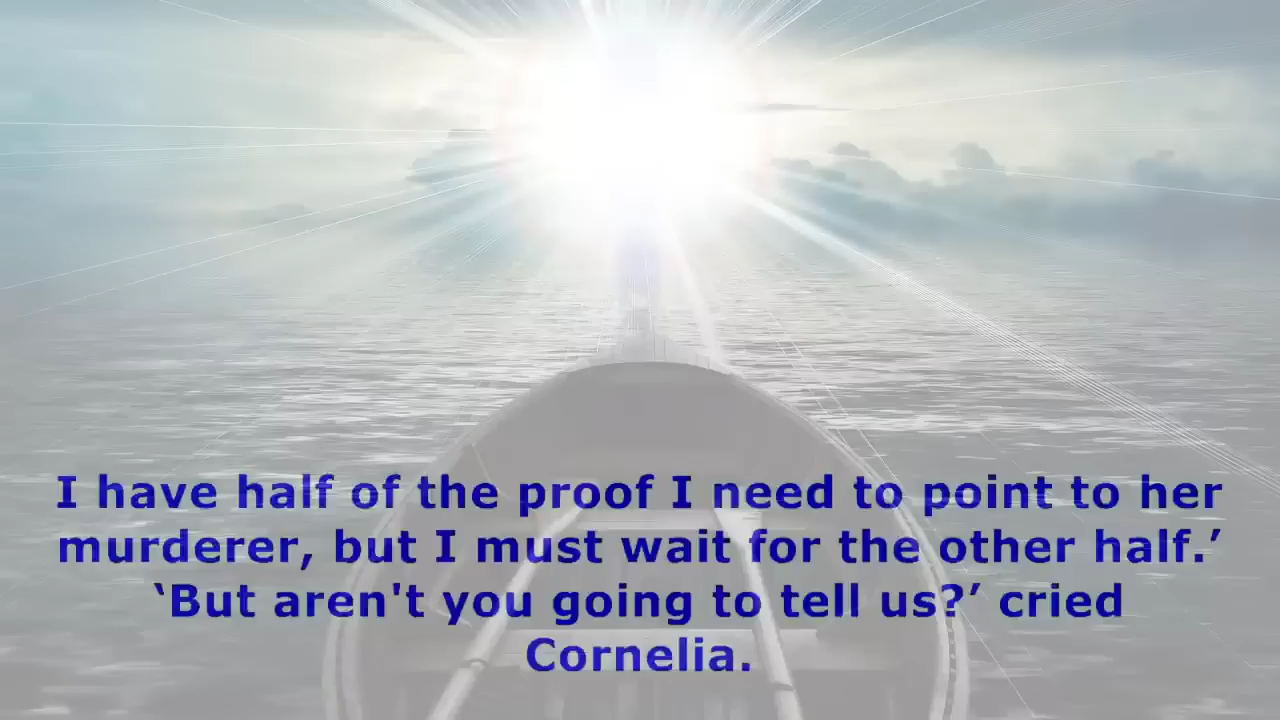 I have half of the proof I need to point to her
murderer, but I must wait for the other half.’
‘But aren't you going to tell us?’ cried
Cornelia.